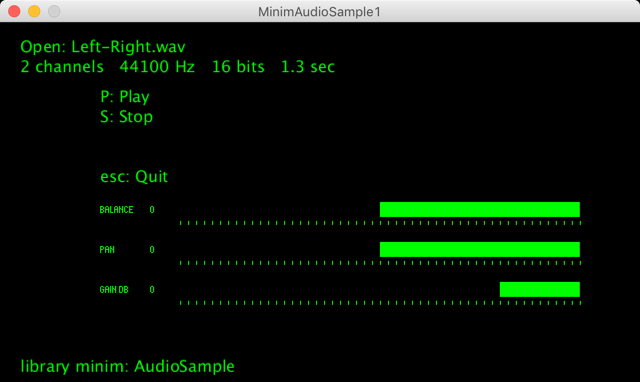 MinimAudioSample1
Open: Left-Right.wav
2 channels 44100 Hz 16 bits 1.3 sec
P: Play
S: Stop
esc: Quit
BALANCE 0
PAN 0
GAIN DB 0
library minim: AudioSample